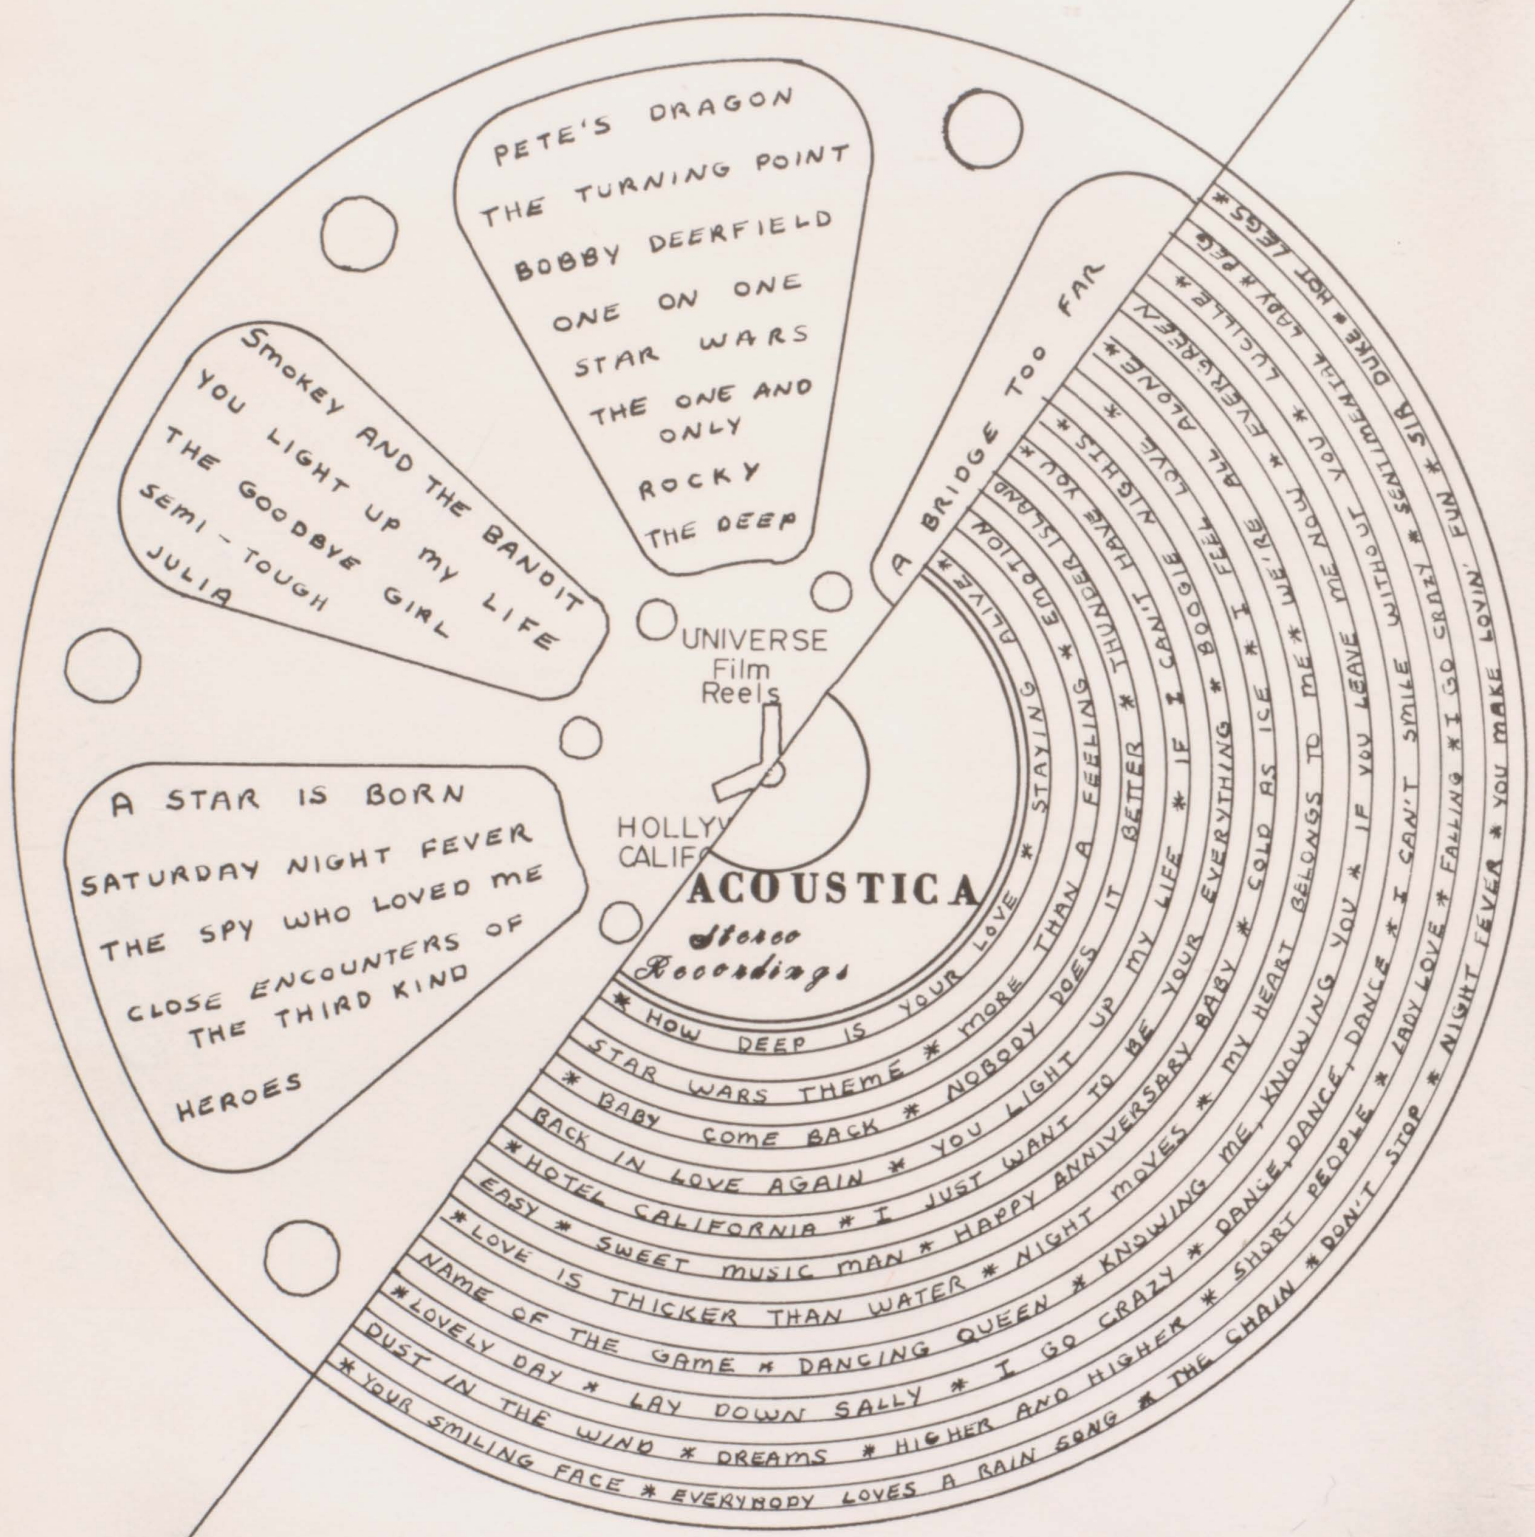 PETE'S DRAGON
THE TURNING POINT
BOBBY DEERFIELD
ONE ON ONE
STAR WARS
THE ONE AND
ONLY
ROCKY
THE DEEP
A BRIDGE TOO FAR
SMOKEY AND THE BANDIT
YOU LIGHT UP MY LIFE
THE GOODBYE GIRL
SEMI-TOUGH
JULIA
A STAR IS BORN
SATURDAY NIGHT FEVER
THE SPY WHO LOVED ME
CLOSE ENCOUNTERS OF
THE THIRD KIND
HEROES
UNIVERSE
Film
Reels
HOLLYW
CALIFO
ACOUSTICA
Stereo
Recordings
* HOW DEEP IS YOUR LOVE * STAYING ALIVE *
STAR WARS THEME * MORE THAN A FEELING * EMOTION
* BABY COME BACK * NOBODY DOES IT BETTER * THUNDER ISLAND
BACK IN LOVE AGAIN * YOU LIGHT UP MY LIFE * IF I CAN'T HAVE YOU *
* HOTEL CALIFORNIA * I JUST WANT TO BE YOUR EVERYTHING * BOOGIE NIGHTS *
EASY * SWEET MUSIC MAN * HAPPY ANNIVERSARY BABY * COLD AS ICE * I FEEL LOVE *
* LOVE IS THICKER THAN WATER * NIGHT MOVES * MY HEART BELONGS TO ME * WE'RE ALL ALONE *
NAME OF THE GAME * DANCING QUEEN * KNOWING ME, KNOWING YOU * IF YOU LEAVE ME NOW * EVERGREEN
* LOVELY DAY * LAY DOWN SALLY * I GO CRAZY * DANCE, DANCE, DANCE * I CAN'T SMILE WITHOUT YOU * LUCILLE *
DUST IN THE WIND * DREAMS * HIGHER AND HIGHER * SHORT PEOPLE * LADY LOVE * FALLING * I GO CRAZY * SENTIMENTAL LADY * PEG
* YOUR SMILING FACE * EVERYBODY LOVES A RAIN SONG * THE CHAIN * DON'T STOP * NIGHT FEVER * YOU MAKE LOVIN' FUN * SIR DUKE * HOT LEGS *